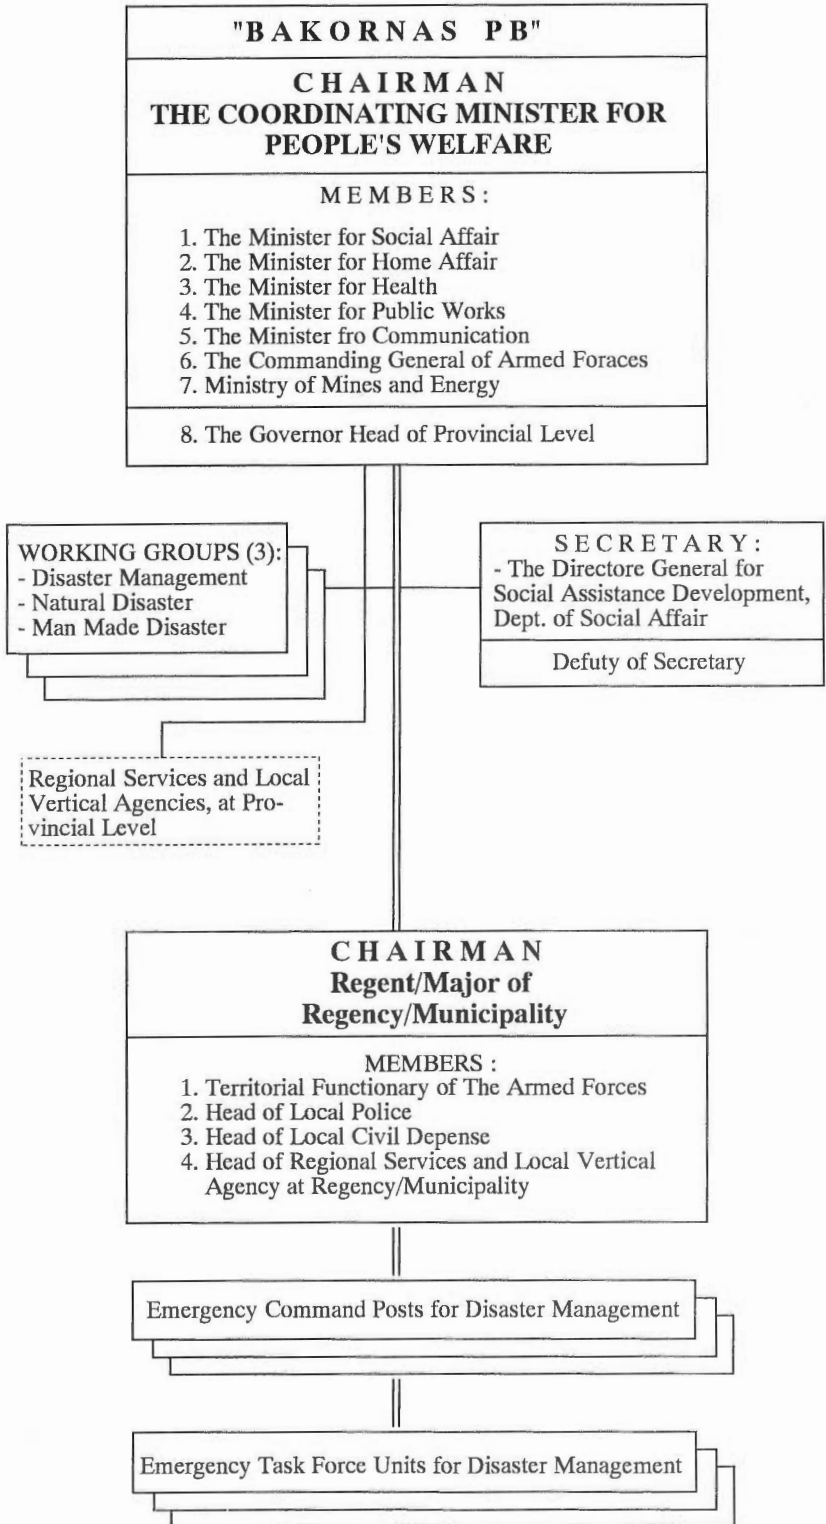 "BAKORNAS PB"
CHAIRMAN
THE COORDINATING MINISTER FOR
PEOPLE'S WELFARE
MEMBERS:
1. The Minister for Social Affair
2. The Minister for Home Affair
3. The Minister for Health
4. The Minister for Public Works
5. The Minister fro Communication
6. The Commanding General of Armed Foraces
7. Ministry of Mines and Energy
8. The Governor Head of Provincial Level
WORKING GROUPS (3):
- Disaster Management
- Natural Disaster
- Man Made Disaster
SECRETARY:
- The Directore General for
Social Assistance Development,
Dept. of Social Affair
Defuty of Secretary
Regional Services and Local
Vertical Agencies, at Pro-
vincial Level
CHAIRMAN
Regent/Major of
Regency/Municipality
MEMBERS :
1. Territorial Functionary of The Armed Forces
2. Head of Local Police
3. Head of Local Civil Depense
4. Head of Regional Services and Local Vertical
Agency at Regency/Municipality
Emergency Command Posts for Disaster Management
Emergency Task Force Units for Disaster Management